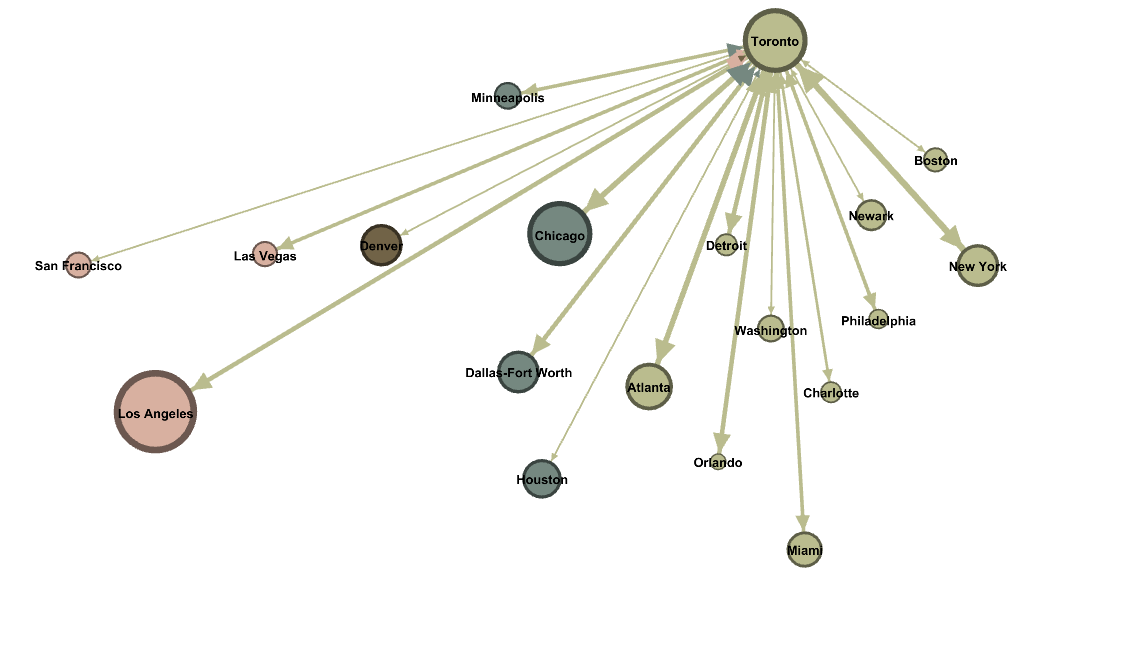 Toronto
Minneapolis
Boston
Newark
Chicago
Denver
Detroit
Las Vegas
San Francisco
New York
Philadelphia
Washington
Dallas-Fort Worth
Atlanta
Charlotte
Los Angeles
Orlando
Houston
Miami